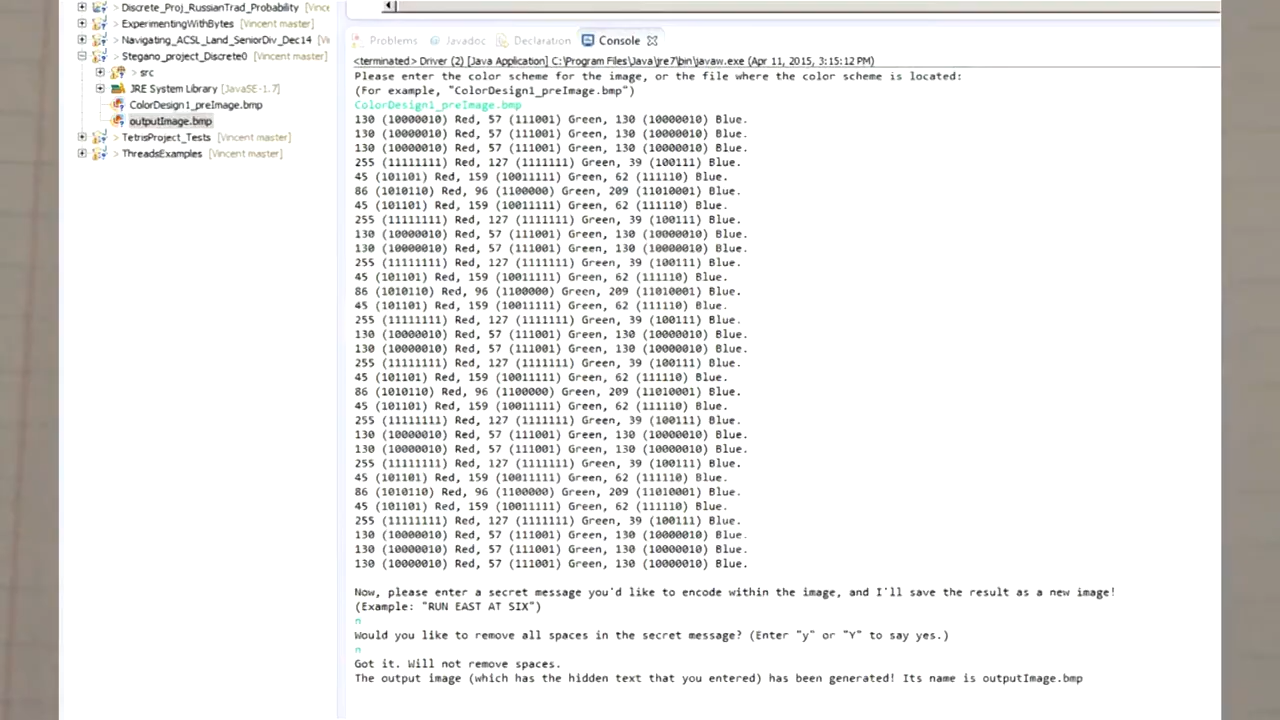 > Discrete_Proj_RussianTrad_Probability [Vince
> ExperimentingWithBytes [Vincent master]
> Navigating_ACSL_Land_SeniorDiv_Dec14 [Vi
Stegano_project_Discrete0 [Vincent master]
> src
JRE System Library [JavaSE-1.7]
ColorDesign1_preImage.bmp
outputImage.bmp
> TetrisProject_Tests [Vincent master]
> ThreadsExamples [Vincent master]
Problems @ Javadoc Declaration Console
<terminated> Driver (2) [Java Application] C:\Program Files\Java\jre7\bin\javaw.exe (Apr 11, 2015, 3:15:12 PM)
Please enter the color scheme for the image, or the file where the color scheme is located:
(For example, "ColorDesign1_preImage.bmp")
ColorDesign1_preImage.bmp
130 (10000010) Red, 57 (111001) Green, 130 (10000010) Blue.
130 (10000010) Red, 57 (111001) Green, 130 (10000010) Blue.
130 (10000010) Red, 57 (111001) Green, 130 (10000010) Blue.
255 (11111111) Red, 127 (1111111) Green, 39 (100111) Blue.
45 (101101) Red, 159 (10011111) Green, 62 (111110) Blue.
86 (1010110) Red, 96 (1100000) Green, 209 (11010001) Blue.
45 (101101) Red, 159 (10011111) Green, 62 (111110) Blue.
255 (11111111) Red, 127 (1111111) Green, 39 (100111) Blue.
130 (10000010) Red, 57 (111001) Green, 130 (10000010) Blue.
130 (10000010) Red, 57 (111001) Green, 130 (10000010) Blue.
255 (11111111) Red, 127 (1111111) Green, 39 (100111) Blue.
45 (101101) Red, 159 (10011111) Green, 62 (111110) Blue.
86 (1010110) Red, 96 (1100000) Green, 209 (11010001) Blue.
45 (101101) Red, 159 (10011111) Green, 62 (111110) Blue.
255 (11111111) Red, 127 (1111111) Green, 39 (100111) Blue.
130 (10000010) Red, 57 (111001) Green, 130 (10000010) Blue.
130 (10000010) Red, 57 (111001) Green, 130 (10000010) Blue.
255 (11111111) Red, 127 (1111111) Green, 39 (100111) Blue.
45 (101101) Red, 159 (10011111) Green, 62 (111110) Blue.
86 (1010110) Red, 96 (1100000) Green, 209 (11010001) Blue.
45 (101101) Red, 159 (10011111) Green, 62 (111110) Blue.
255 (11111111) Red, 127 (1111111) Green, 39 (100111) Blue.
130 (10000010) Red, 57 (111001) Green, 130 (10000010) Blue.
130 (10000010) Red, 57 (111001) Green, 130 (10000010) Blue.
255 (11111111) Red, 127 (1111111) Green, 39 (100111) Blue.
45 (101101) Red, 159 (10011111) Green, 62 (111110) Blue.
86 (1010110) Red, 96 (1100000) Green, 209 (11010001) Blue.
45 (101101) Red, 159 (10011111) Green, 62 (111110) Blue.
255 (11111111) Red, 127 (1111111) Green, 39 (100111) Blue.
130 (10000010) Red, 57 (111001) Green, 130 (10000010) Blue.
130 (10000010) Red, 57 (111001) Green, 130 (10000010) Blue.
130 (10000010) Red, 57 (111001) Green, 130 (10000010) Blue.
Now, please enter a secret message you'd like to encode within the image, and I'll save the result as a new image!
(Example: "RUN EAST AT SIX")
n
Would you like to remove all spaces in the secret message? (Enter "y" or "Y" to say yes.)
n
Got it. Will not remove spaces.
The output image (which has the hidden text that you entered) has been generated! Its name is outputImage.bmp